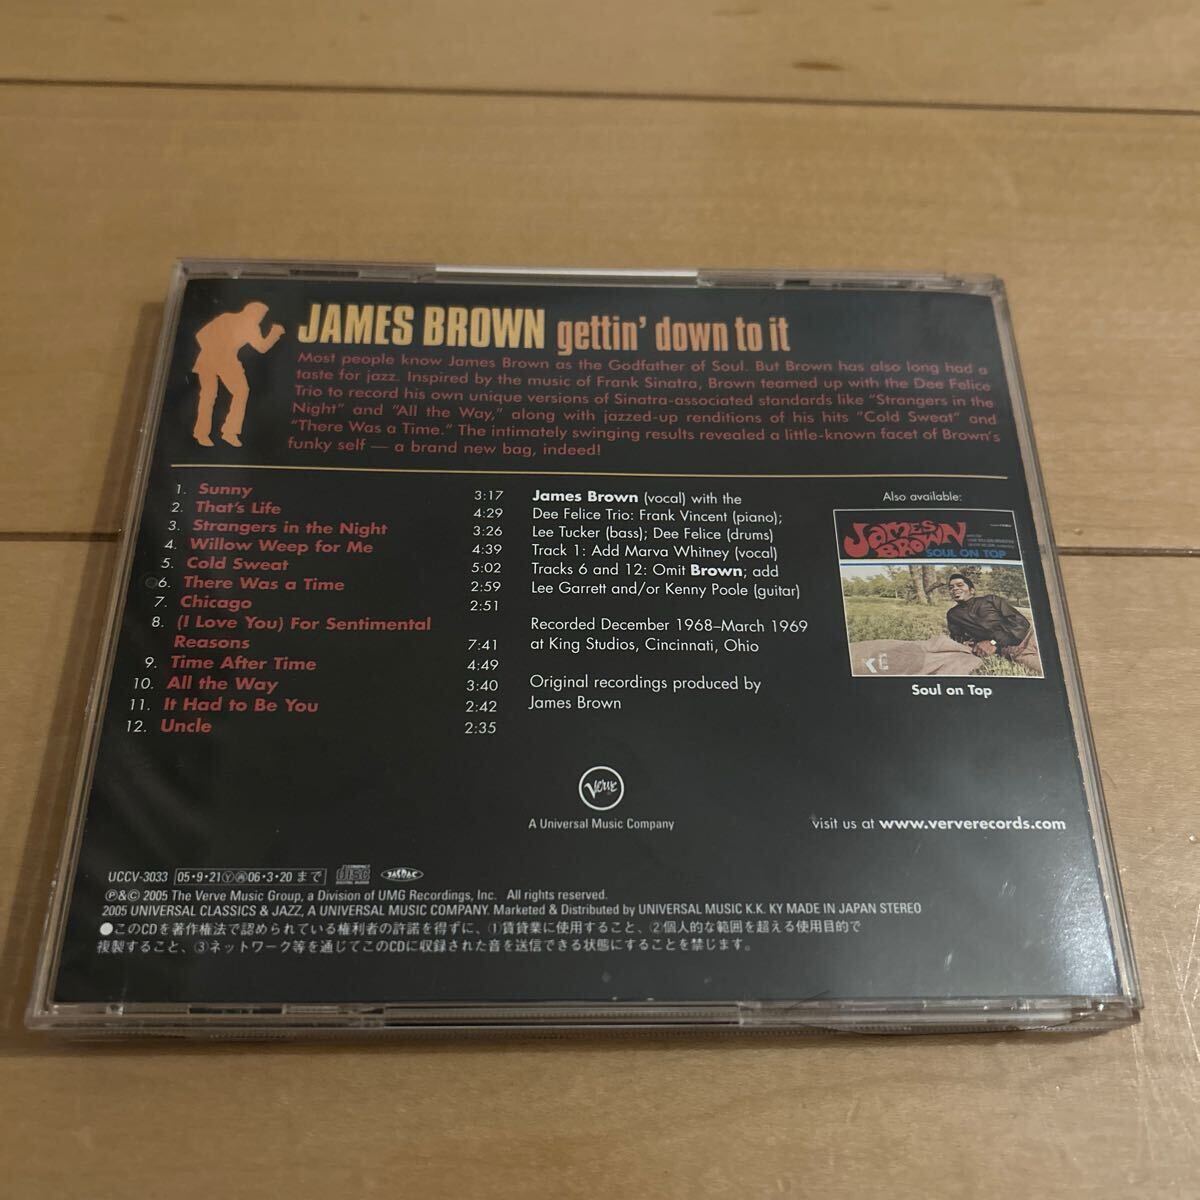 JAMES BROWN gettin' down to it
Most people know James Brown as the Godfather of Soul. But Brown has also long had a
taste for jazz. Inspired by the music of Frank Sinatra, Brown teamed up with the Dee Felice
Trio to record his own unique versions of Sinatra-associated standards like "Strangers in the
Night" and "All the Way," along with jazzed-up renditions of his hits "Cold Sweat" and
"There Was a Time." The intimately swinging results revealed a little-known facet of Brown's
funky self — a brand new bag, indeed!
1. Sunny 3:17
2. That's Life 4:29
3. Strangers in the Night 3:26
4. Willow Weep for Me 4:39
5. Cold Sweat 5:02
6. There Was a Time 2:59
7. Chicago 2:51
8. (I Love You) For Sentimental
Reasons 7:41
9. Time After Time 4:49
10. All the Way 3:40
11. It Had to Be You 2:42
12. Uncle 2:35
James Brown (vocal) with the
Dee Felice Trio: Frank Vincent (piano);
Lee Tucker (bass); Dee Felice (drums)
Track 1: Add Marva Whitney (vocal)
Tracks 6 and 12: Omit Brown; add
Lee Garrett and/or Kenny Poole (guitar)
Recorded December 1968–March 1969
at King Studios, Cincinnati, Ohio
Original recordings produced by
James Brown
Also available:
JAMES
BROWN
SOUL ON TOP
Soul on Top
Verve
A Universal Music Company
visit us at www.ververecords.com
UCCV-3033 05・9・21Ⓨ㊢06・3・20まで COMPACT disc DIGITAL AUDIO JASRAC
Ⓟ&© 2005 The Verve Music Group, a Division of UMG Recordings, Inc. All rights reserved.
2005 UNIVERSAL CLASSICS & JAZZ, A UNIVERSAL MUSIC COMPANY. Marketed & Distributed by UNIVERSAL MUSIC K.K. KY MADE IN JAPAN STEREO
●このCDを著作権法で認められている権利者の許諾を得ずに、①賃貸業に使用すること、②個人的な範囲を超える使用目的で
複製すること、③ネットワーク等を通じてこのCDに収録された音を送信できる状態にすることを禁じます。